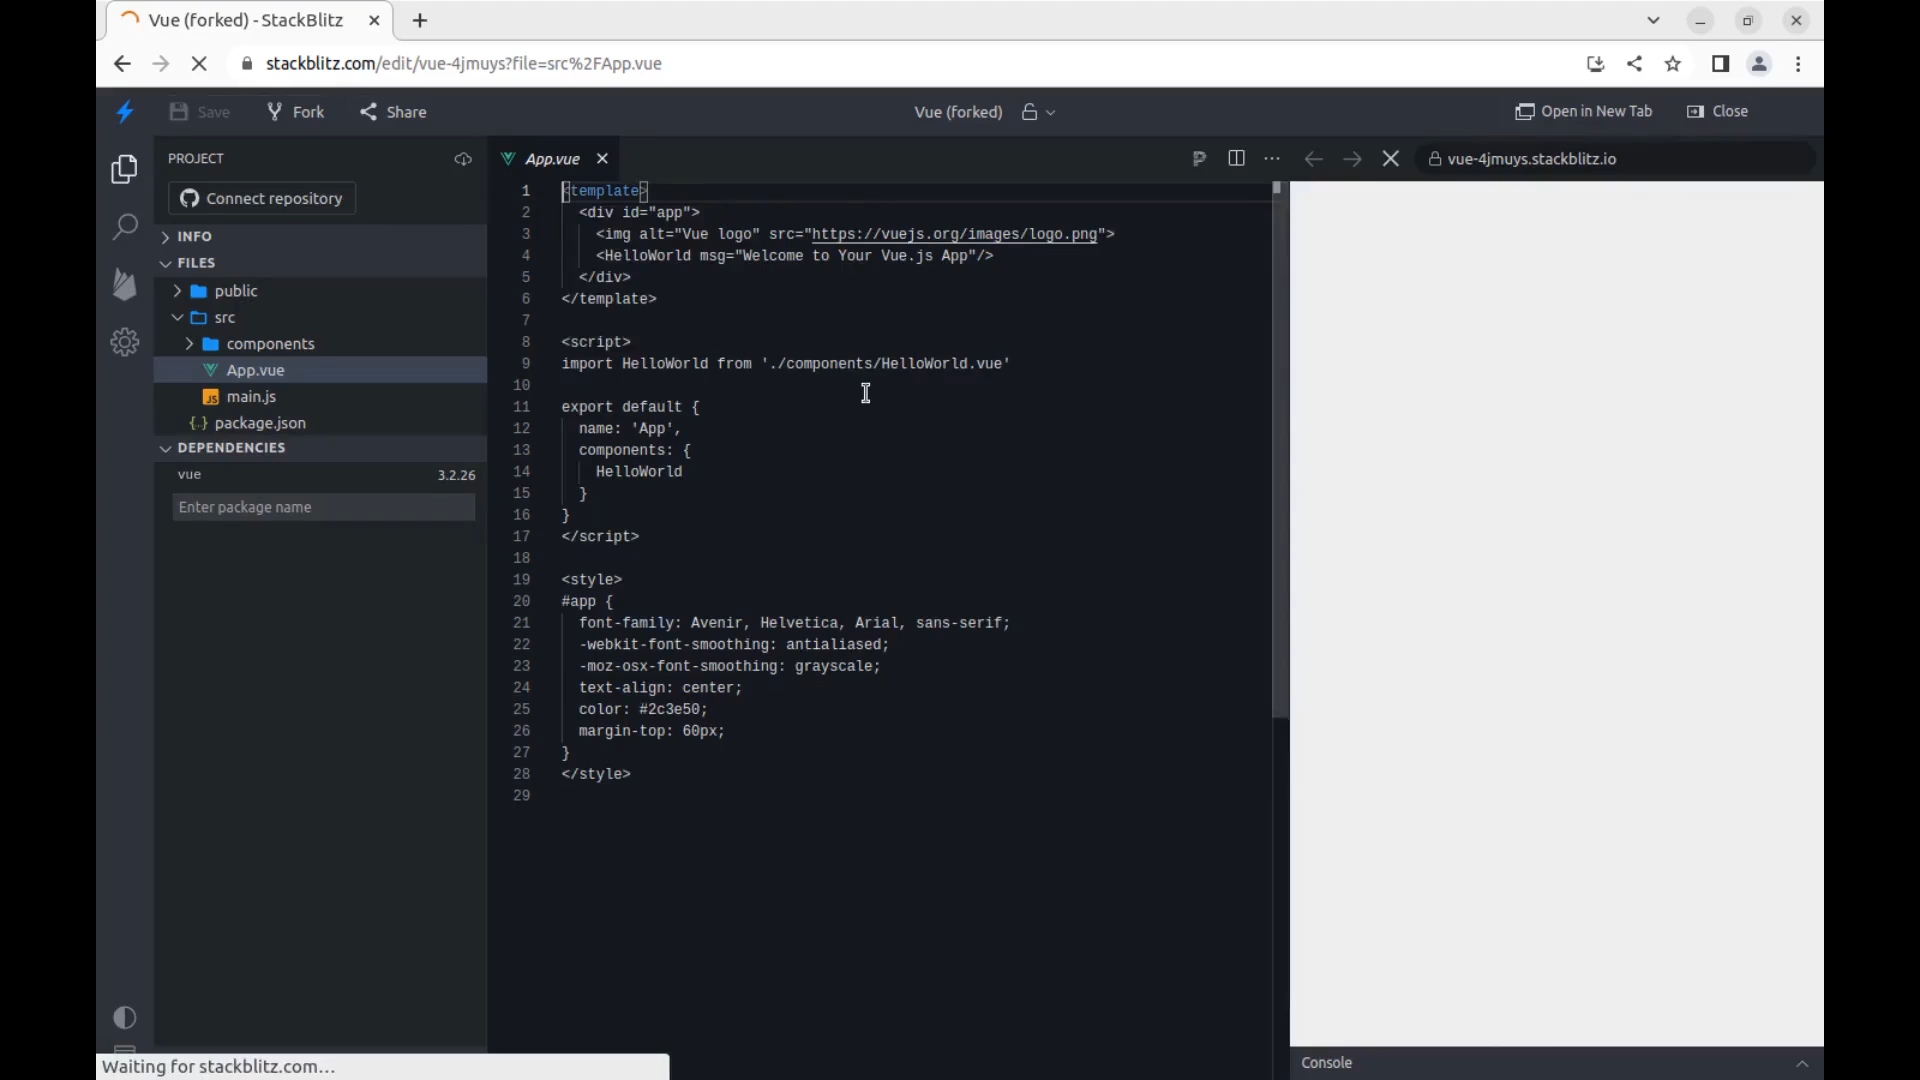 Vue (forked) - StackBlitz
stackblitz.com/edit/vue-4jmuys?file=src%2FApp.vue
Save
Fork
Share
Vue (forked)
Open in New Tab
Close
PROJECT
Connect repository
INFO
FILES
public
src
components
App.vue
main.js
package.json
DEPENDENCIES
vue 3.2.26
Enter package name
App.vue
1 <template>
2 <div id="app">
3 <img alt="Vue logo" src="https://vuejs.org/images/logo.png">
4 <HelloWorld msg="Welcome to Your Vue.js App"/>
5 </div>
6 </template>
7
8 <script>
9 import HelloWorld from './components/HelloWorld.vue'
10
11 export default {
12 name: 'App',
13 components: {
14 HelloWorld
15 }
16 }
17 </script>
18
19 <style>
20 #app {
21 font-family: Avenir, Helvetica, Arial, sans-serif;
22 -webkit-font-smoothing: antialiased;
23 -moz-osx-font-smoothing: grayscale;
24 text-align: center;
25 color: #2c3e50;
26 margin-top: 60px;
27 }
28 </style>
29
vue-4jmuys.stackblitz.io
Console
Waiting for stackblitz.com...